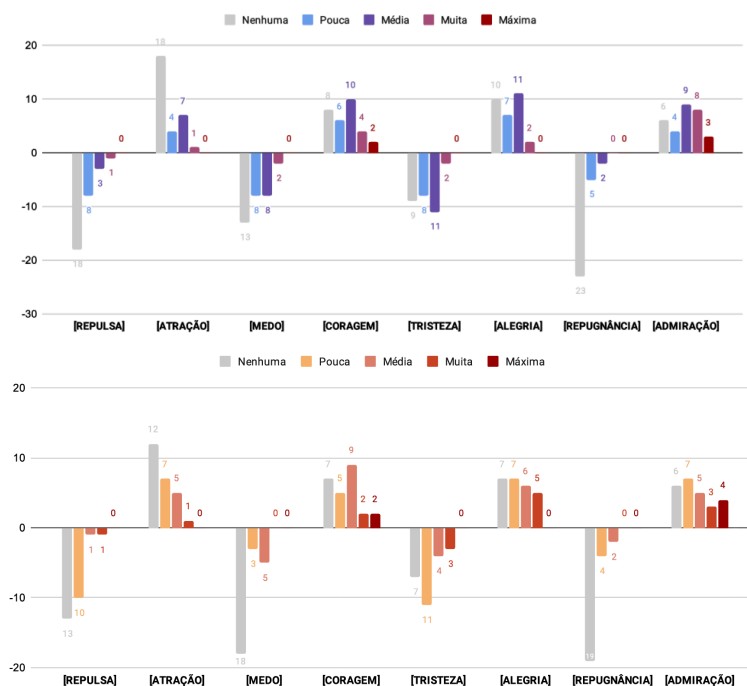 Nenhuma Pouca Média Muita Máxima
20
10
0
-10
-20
-30
18 8 3 1 0
18 4 7 1 0
13 8 8 2 0
8 6 10 4 2
9 8 11 2 0
10 7 11 2 0
23 5 2 0 0
6 4 9 8 3
[REPULSA] [ATRAÇÃO] [MEDO] [CORAGEM] [TRISTEZA] [ALEGRIA] [REPUGNÂNCIA] [ADMIRAÇÃO]
Nenhuma Pouca Média Muita Máxima
20
10
0
-10
-20
13 10 1 1 0
12 7 5 1 0
18 3 5 0 0
7 5 9 2 2
7 11 4 3 0
7 7 6 5 0
19 4 2 0 0
6 7 5 3 4
[REPULSA] [ATRAÇÃO] [MEDO] [CORAGEM] [TRISTEZA] [ALEGRIA] [REPUGNÂNCIA] [ADMIRAÇÃO]